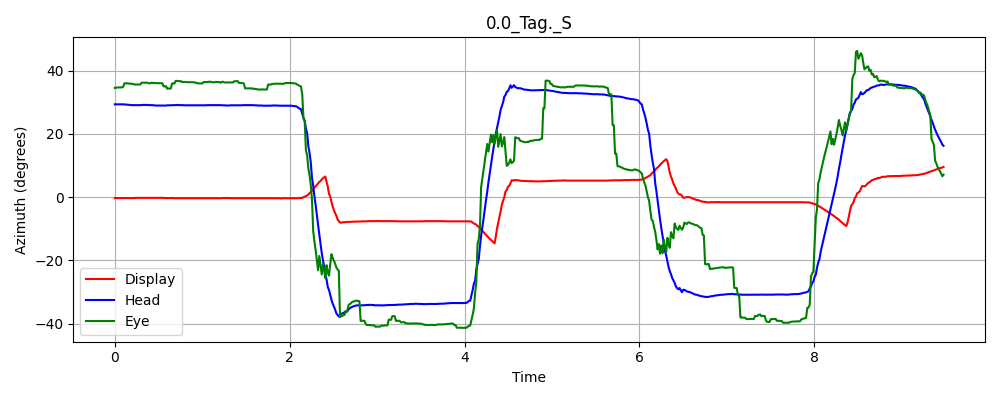 0.0_Tag._S
Azimuth (degrees)
40
20
0
−20
−40
Display
Head
Eye
0 2 4 6 8
Time